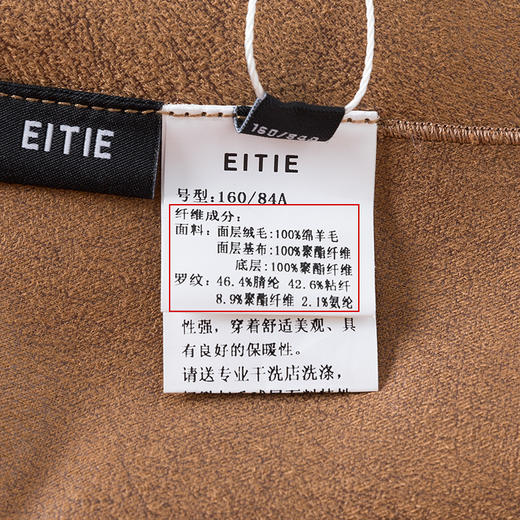 EITIE
160/84A
EITIE
号型:160/84A
纤维成分:
面料: 面层绒毛:100%绵羊毛
面层基布:100%聚酯纤维
底层:100%聚酯纤维
罗纹: 46.4%腈纶 42.6%粘纤
8.9%聚酯纤维 2.1%氨纶
性强, 穿着舒适美观、具
有良好的保暖性。
请送专业干洗店洗涤,